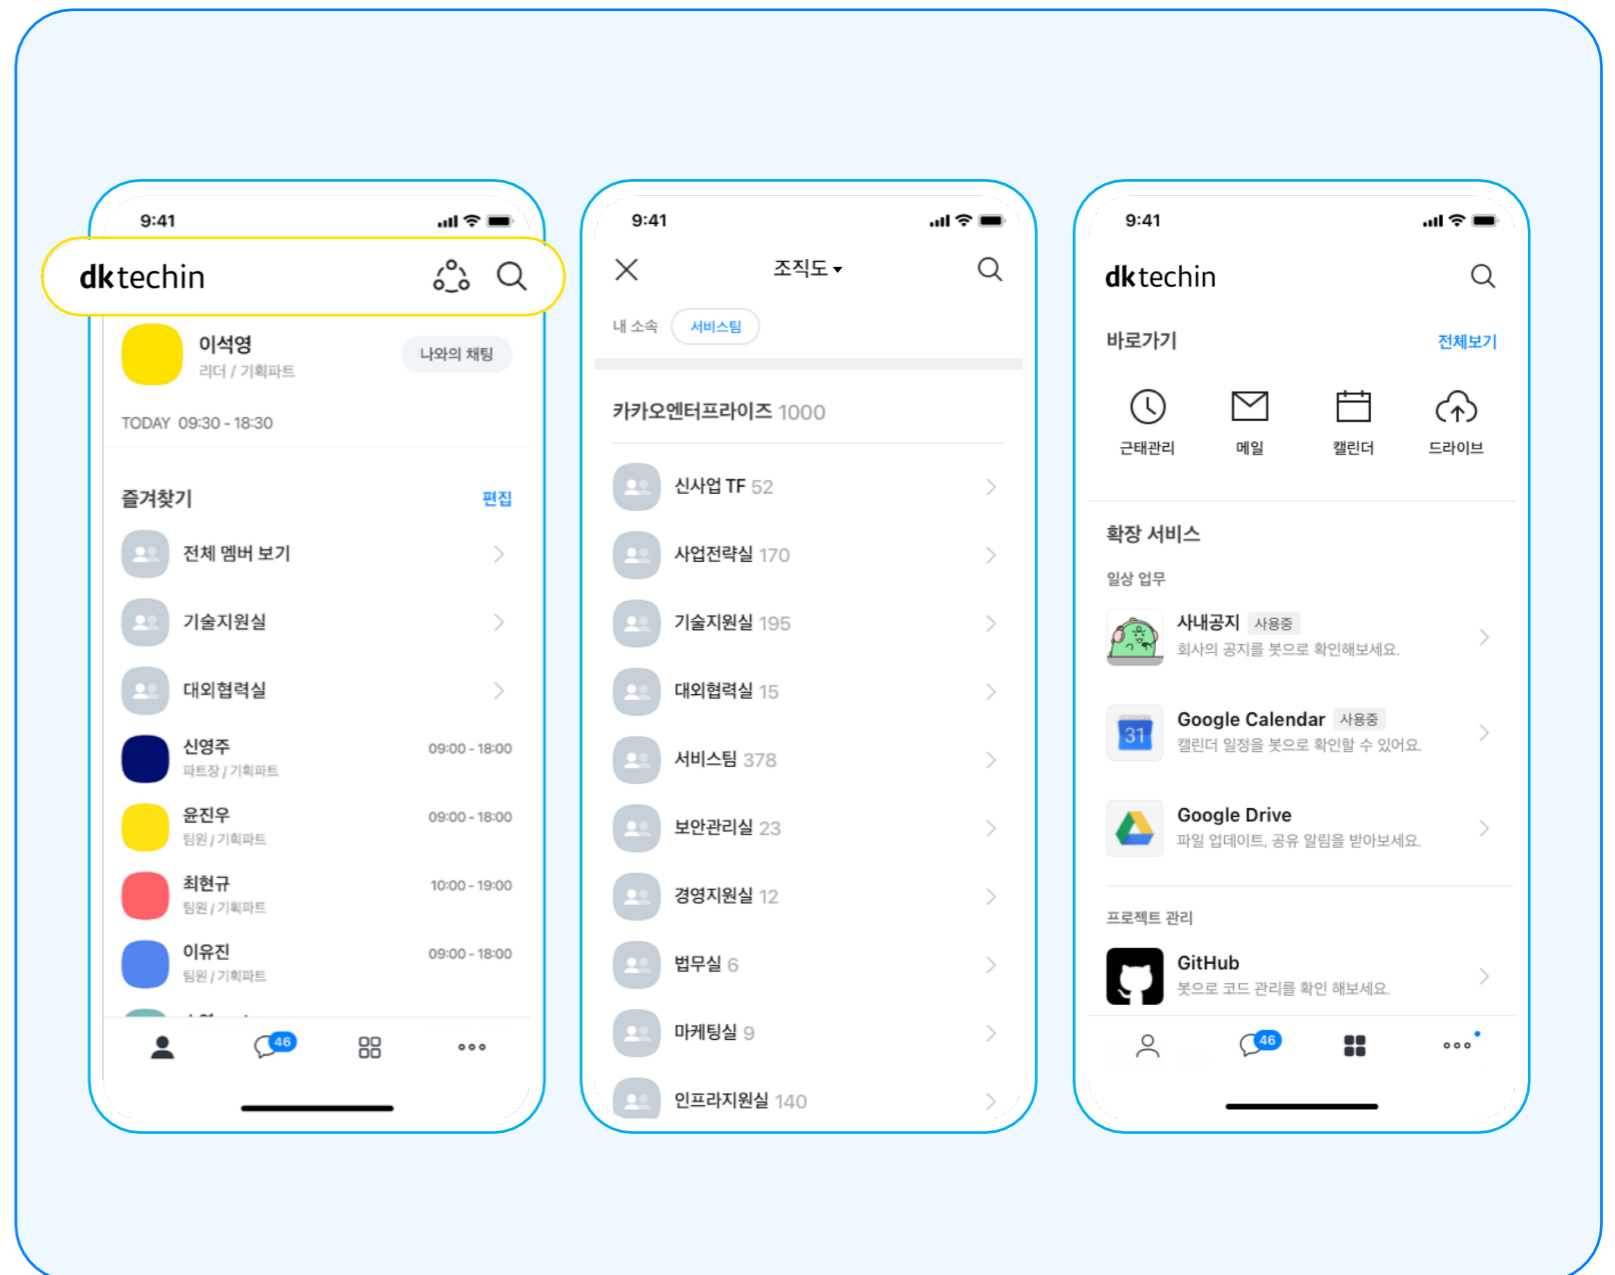 9:41
dktechin
이석영
리더 / 기획파트
나와의 채팅
TODAY 09:30 - 18:30
즐겨찾기
편집
전체 멤버 보기
기술지원실
대외협력실
신영주
파트장 / 기획파트
09:00 - 18:00
윤진우
팀원 / 기획파트
09:00 - 18:00
최현규
팀원 / 기획파트
10:00 - 19:00
이유진
팀원 / 기획파트
09:00 - 18:00
46
9:41
조직도
내 소속 서비스팀
카카오엔터프라이즈 1000
신사업 TF 52
사업전략실 170
기술지원실 195
대외협력실 15
서비스팀 378
보안관리실 23
경영지원실 12
법무실 6
마케팅실 9
인프라지원실 140
9:41
dktechin
바로가기
전체보기
근태관리 메일 캘린더 드라이브
확장 서비스
일상 업무
사내공지 사용중
회사의 공지를 봇으로 확인해보세요.
31
Google Calendar 사용중
캘린더 일정을 봇으로 확인할 수 있어요.
Google Drive
파일 업데이트, 공유 알림을 받아보세요.
프로젝트 관리
GitHub
봇으로 코드 관리를 확인 해보세요.
46